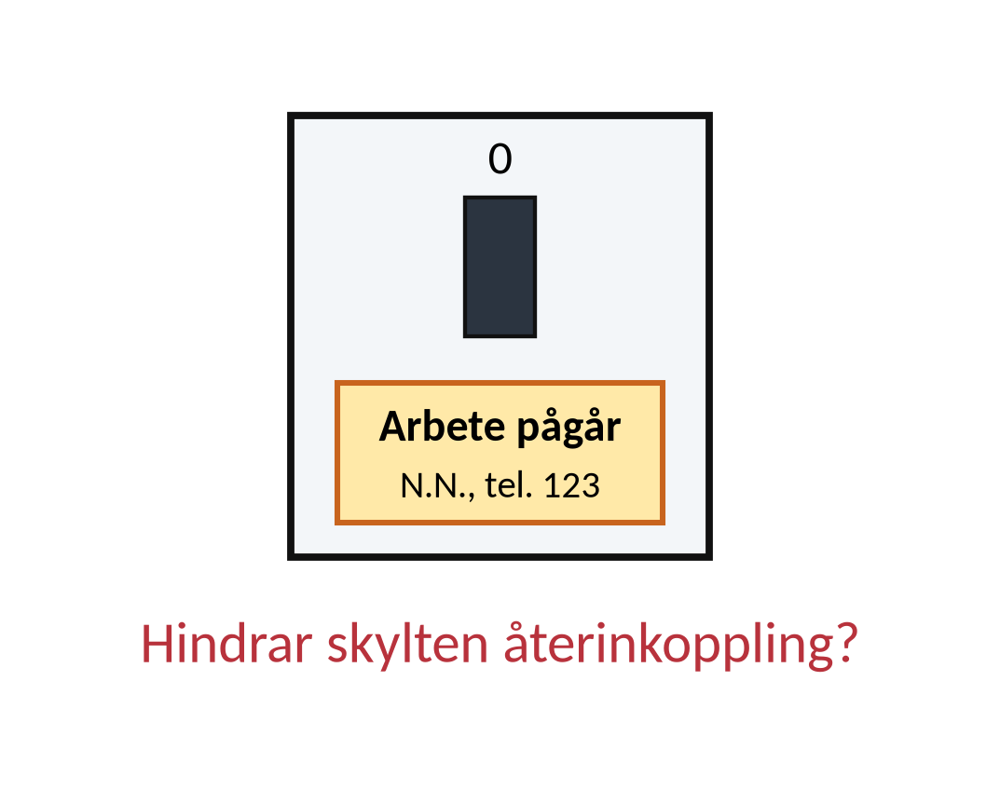 0
Arbete pågår
N.N., tel. 123
Hindrar skylten återinkoppling?